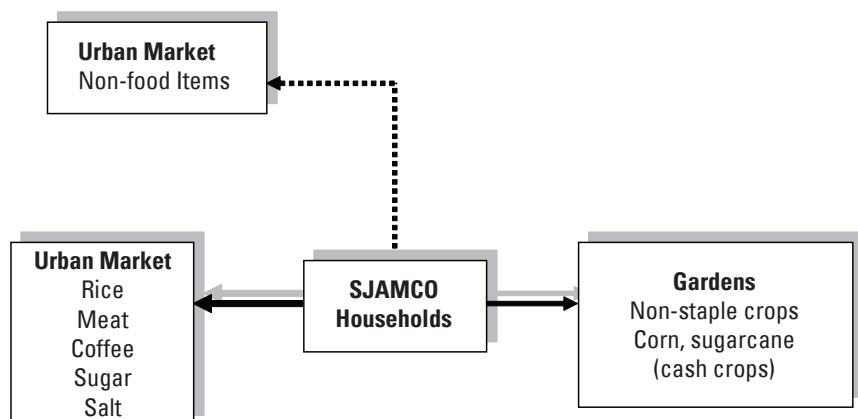 Urban Market
Non-food Items
Urban Market
Rice
Meat
Coffee
Sugar
Salt
SJAMCO
Households
Gardens
Non-staple crops
Corn, sugarcane
(cash crops)